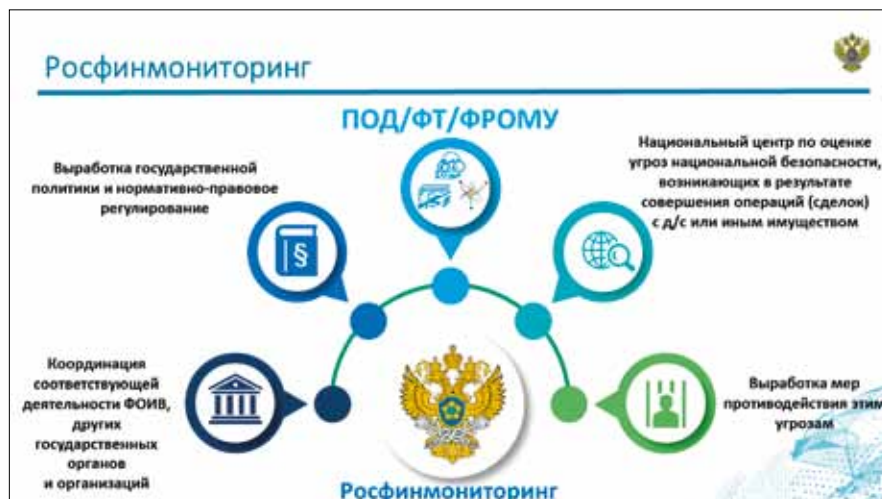 Росфинмониторинг
ПОД/ФТ/ФРОМУ
Выработка государственной
политики и нормативно-правовое
регулирование
Национальный центр по оценке
угроз национальной безопасности,
возникающих в результате
совершения операций (сделок)
с д/с или иным имуществом
§
Координация
соответствующей
деятельности ФОИВ,
других
государственных
органов
и организаций
Выработка мер
противодействия этим
угрозам
Росфинмониторинг